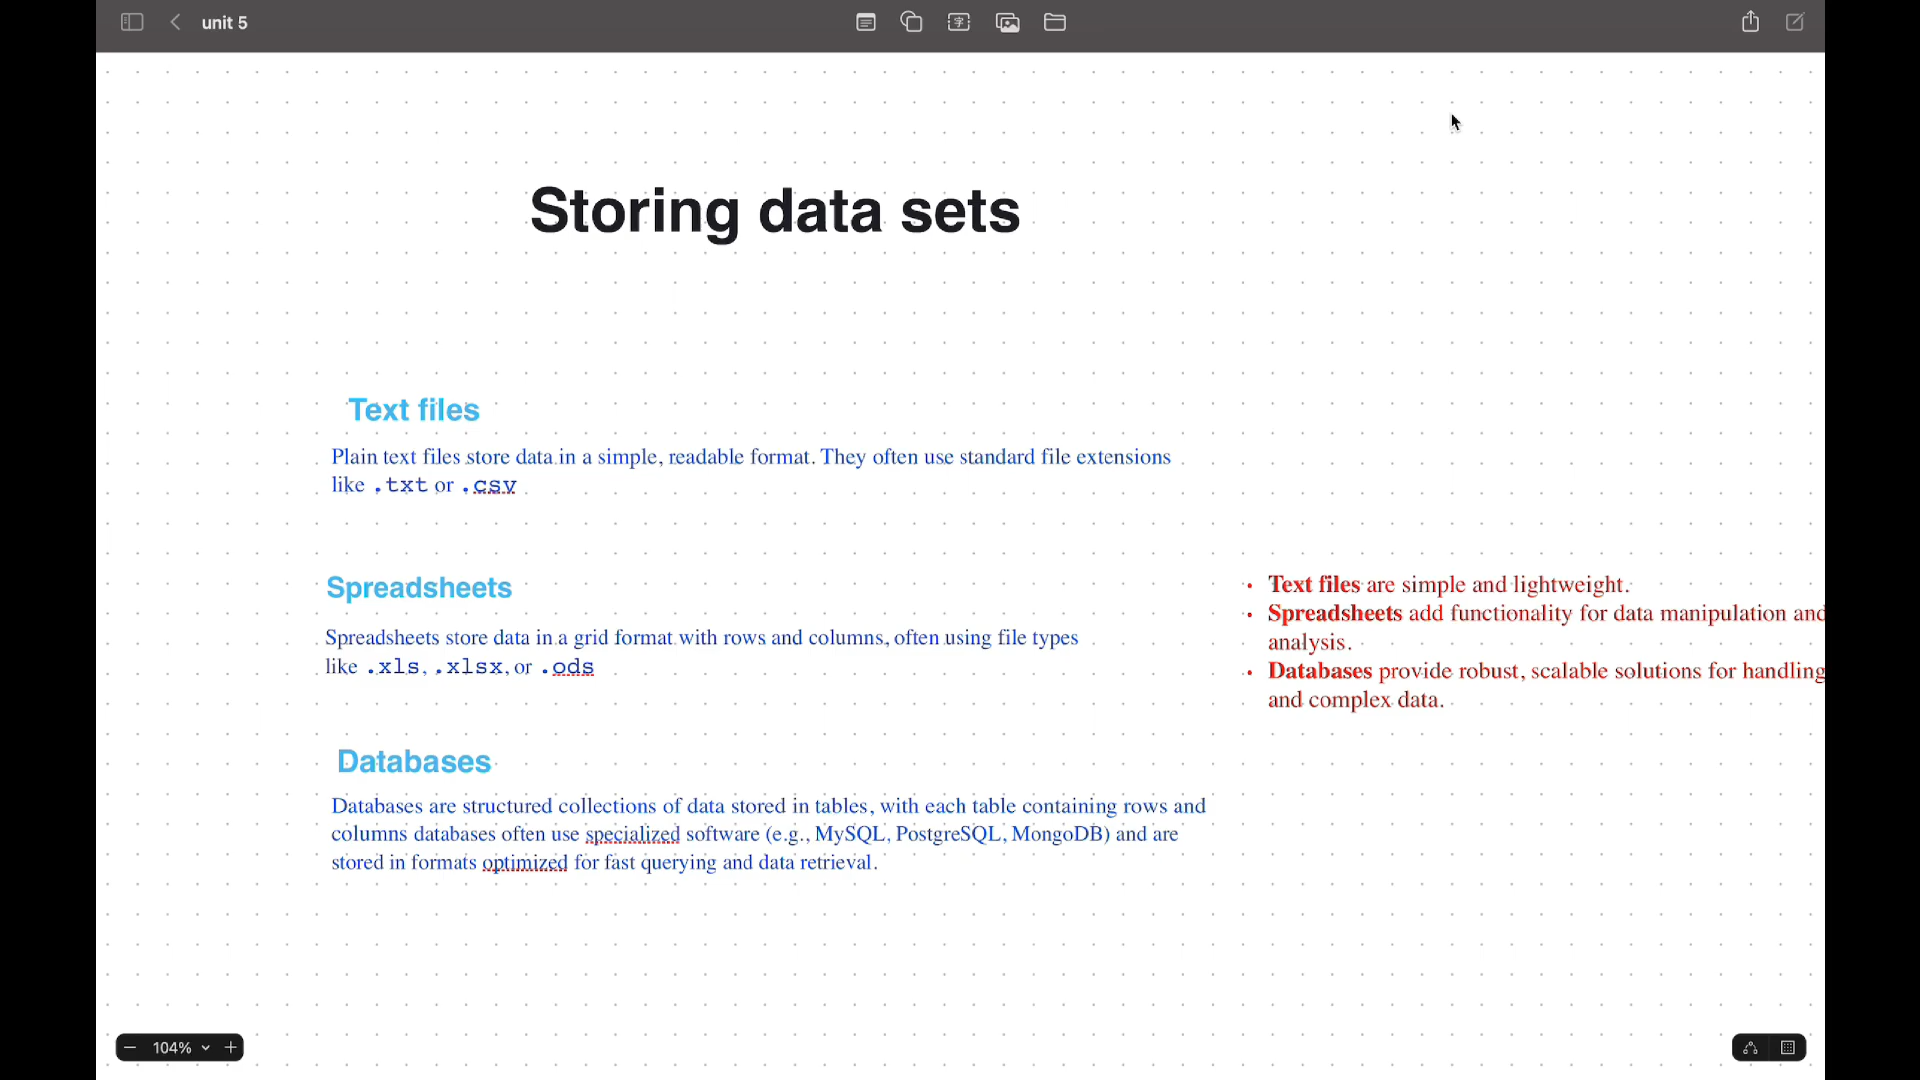 unit 5
Storing data sets
Text files
Plain text files store data in a simple, readable format. They often use standard file extensions
like .txt or .csv
Spreadsheets
Spreadsheets store data in a grid format with rows and columns, often using file types
like .xls, .xlsx, or .ods
Databases
Databases are structured collections of data stored in tables, with each table containing rows and
columns databases often use specialized software (e.g., MySQL, PostgreSQL, MongoDB) and are
stored in formats optimized for fast querying and data retrieval.
• Text files are simple and lightweight.
• Spreadsheets add functionality for data manipulation and
analysis.
• Databases provide robust, scalable solutions for handling
and complex data.
104%